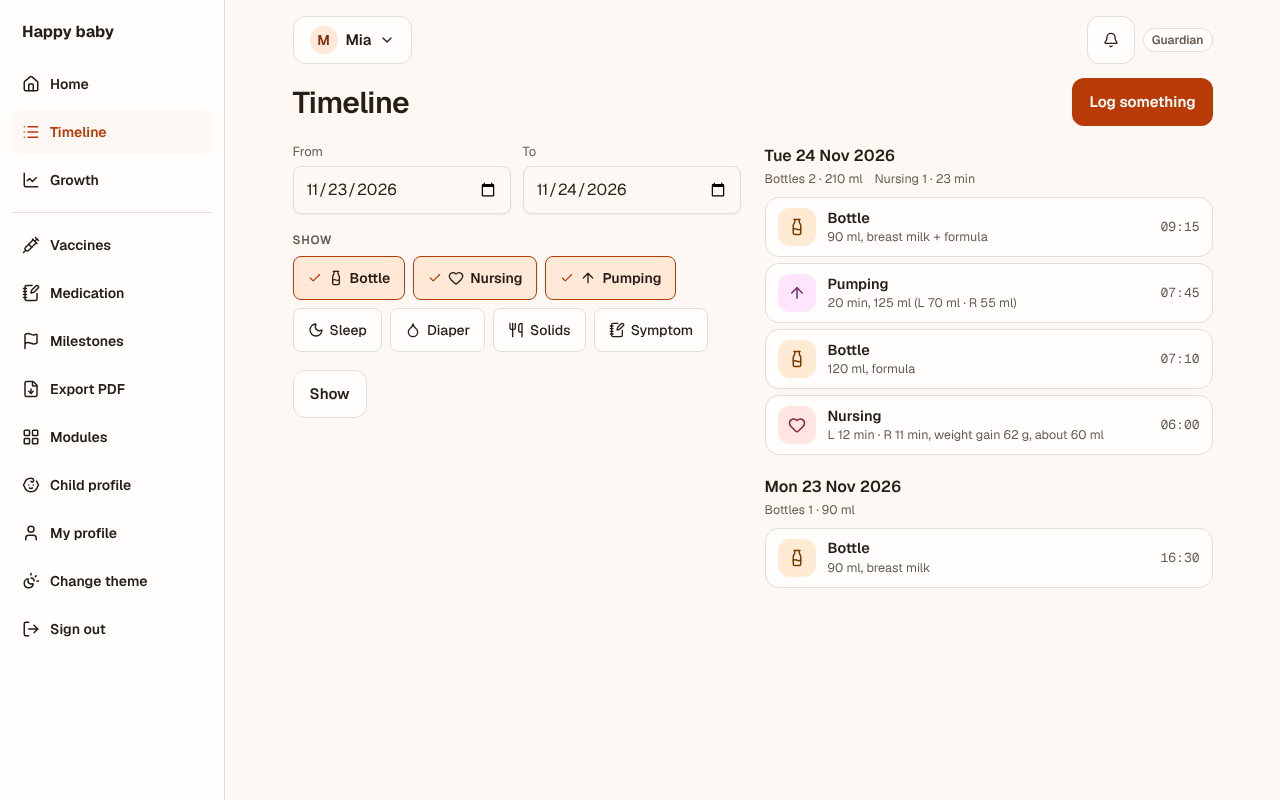 Happy baby
Home
Timeline
Growth
Vaccines
Medication
Milestones
Export PDF
Modules
Child profile
My profile
Change theme
Sign out
M Mia
Guardian
Timeline
Log something
From
To
11/23/2026
11/24/2026
SHOW
Bottle
Nursing
Pumping
Sleep
Diaper
Solids
Symptom
Show
Tue 24 Nov 2026
Bottles 2 · 210 ml Nursing 1 · 23 min
Bottle
90 ml, breast milk + formula
09:15
Pumping
20 min, 125 ml (L 70 ml · R 55 ml)
07:45
Bottle
120 ml, formula
07:10
Nursing
L 12 min · R 11 min, weight gain 62 g, about 60 ml
06:00
Mon 23 Nov 2026
Bottles 1 · 90 ml
Bottle
90 ml, breast milk
16:30